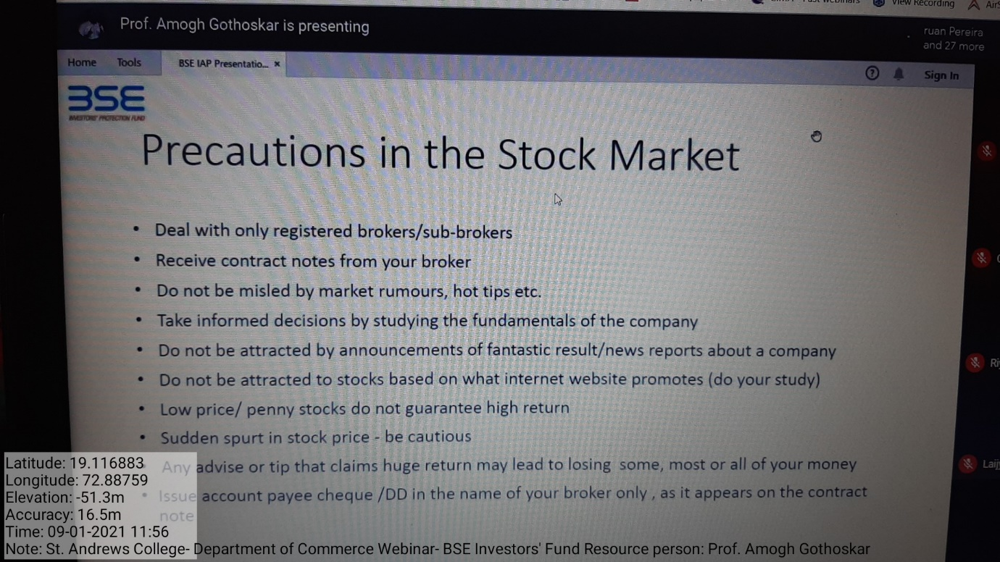 View Recording
Prof. Amogh Gothoskar is presenting
ruan Pereira
and 27 more
Home Tools BSE IAP Presentatio... ×
? Sign In
BSE
INVESTORS' PROTECTION FUND
Precautions in the Stock Market
• Deal with only registered brokers/sub-brokers
• Receive contract notes from your broker
• Do not be misled by market rumours, hot tips etc.
• Take informed decisions by studying the fundamentals of the company
• Do not be attracted by announcements of fantastic result/news reports about a company
• Do not be attracted to stocks based on what internet website promotes (do your study)
• Low price/ penny stocks do not guarantee high return
• Sudden spurt in stock price - be cautious
• Any advise or tip that claims huge return may lead to losing some, most or all of your money
• Issue account payee cheque /DD in the name of your broker only , as it appears on the contract
note
Latitude: 19.116883
Longitude: 72.88759
Elevation: -51.3m
Accuracy: 16.5m
Time: 09-01-2021 11:56
Note: St. Andrews College- Department of Commerce Webinar- BSE Investors' Fund Resource person: Prof. Amogh Gothoskar